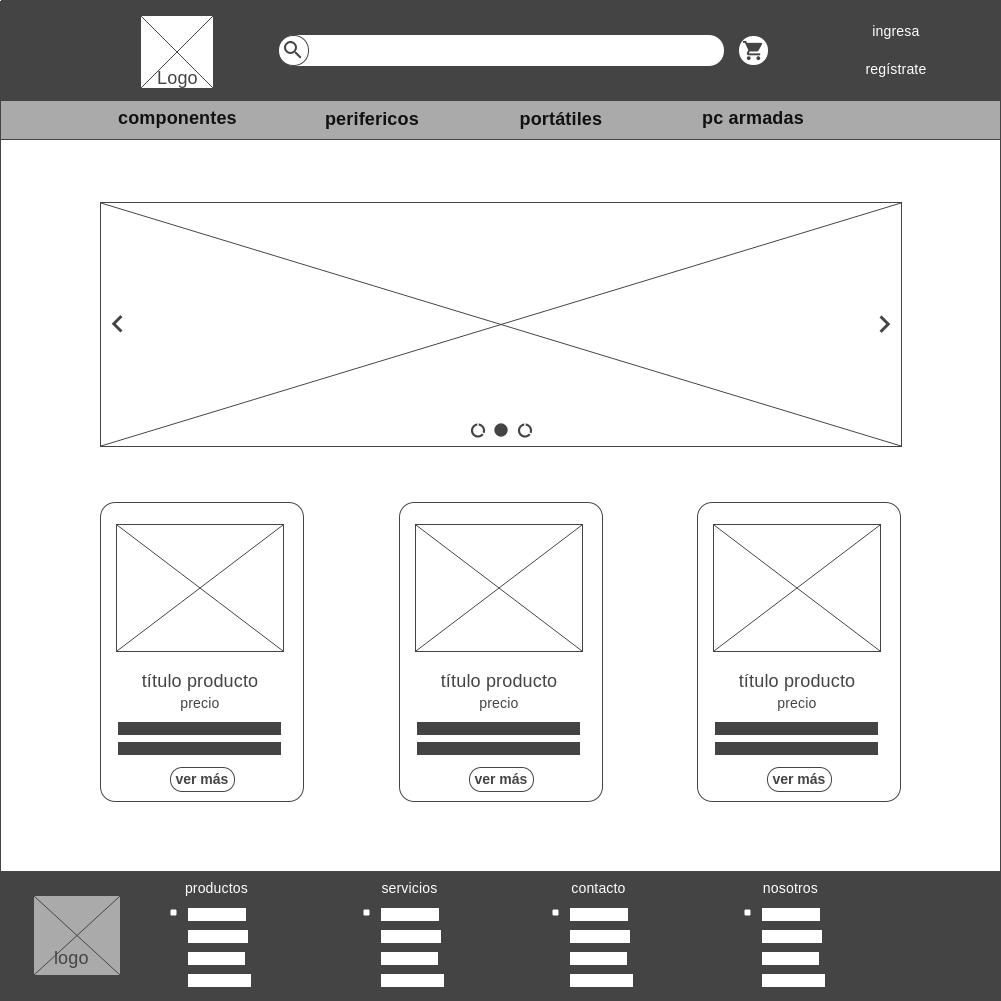 Logo
ingresa
regístrate
componentes
perifericos
portátiles
pc armadas
título producto
precio
ver más
título producto
precio
ver más
título producto
precio
ver más
productos
servicios
contacto
nosotros
logo